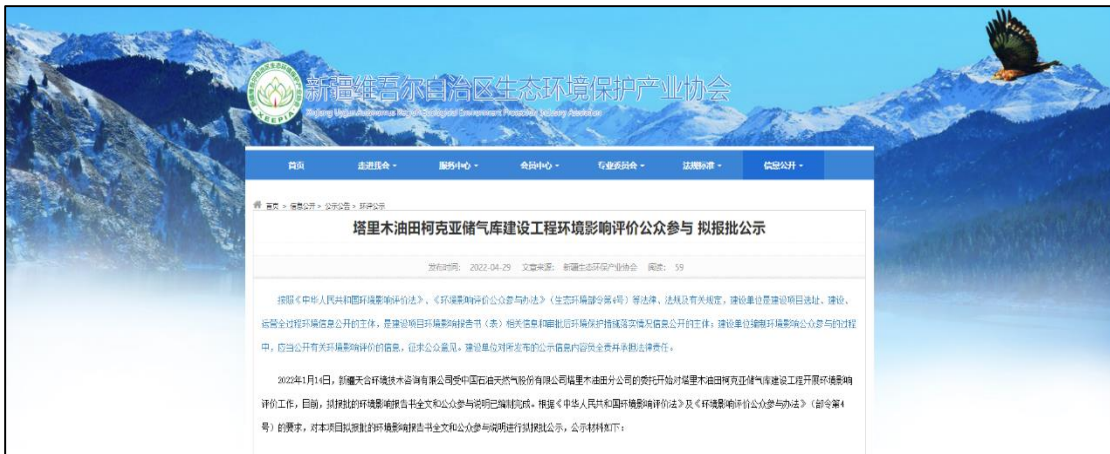 新疆维吾尔自治区生态环境保护产业协会
Xinjiang Uygur Autonomous Region Ecological Environment Protection Industry Association
XEEPIA
首页 走进我会 服务中心 会员中心 专业委员会 法规标准 信息公开
首页 > 信息公开 > 公示公告 > 环评公示
塔里木油田柯克亚储气库建设工程环境影响评价公众参与 拟报批公示
发布时间: 2022-04-29 文章来源: 新疆生态环保产业协会 阅读: 59
按照《中华人民共和国环境影响评价法》、《环境影响评价公众参与办法》（生态环境部令第4号）等法律、法规及有关规定，建设单位是建设项目选址、建设、
运营全过程环境信息公开的主体，是建设项目环境影响报告书（表）相关信息和审批后环境保护措施落实情况信息公开的主体；建设单位编制环境影响公众参与的过程
中，应当公开有关环境影响评价的信息，征求公众意见。建设单位对所发布的公示信息内容负全责并承担法律责任。
2022年1月14日，新疆天合环境技术咨询有限公司受中国石油天然气股份有限公司塔里木油田分公司的委托开始对塔里木油田柯克亚储气库建设工程开展环境影响
评价工作，目前，拟报批的环境影响报告书全文和公众参与说明已编制完成。根据《中华人民共和国环境影响评价法》及《环境影响评价公众参与办法》（部令第4
号）的要求，对本项目拟报批的环境影响报告书全文和公众参与说明进行拟报批公示，公示材料如下：